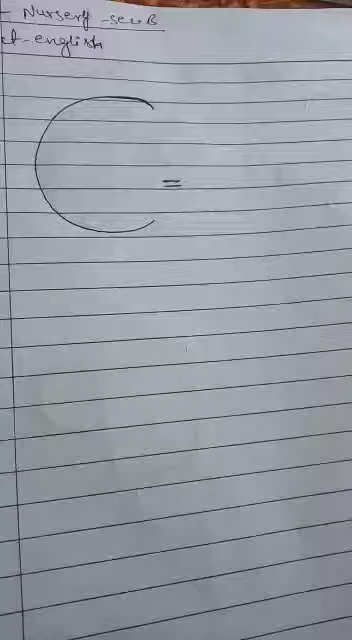 - Nursery - sec B
t - english
C =